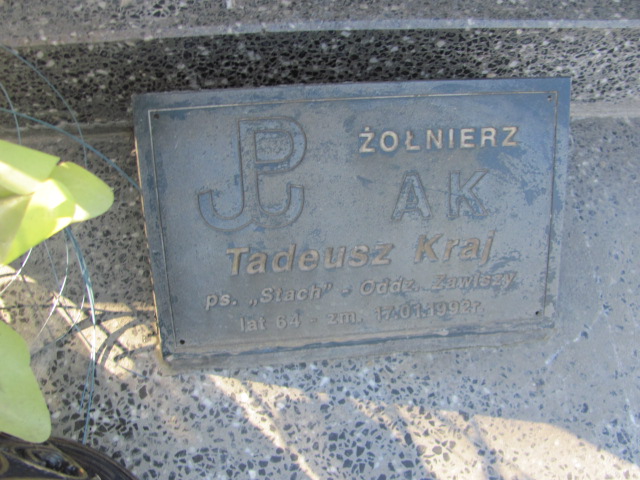 ŻOŁNIERZ
AK
Tadeusz Kraj
ps. „Stach" - Oddz. Zawiszy
lat 64 - zm. 17.01.1992r.